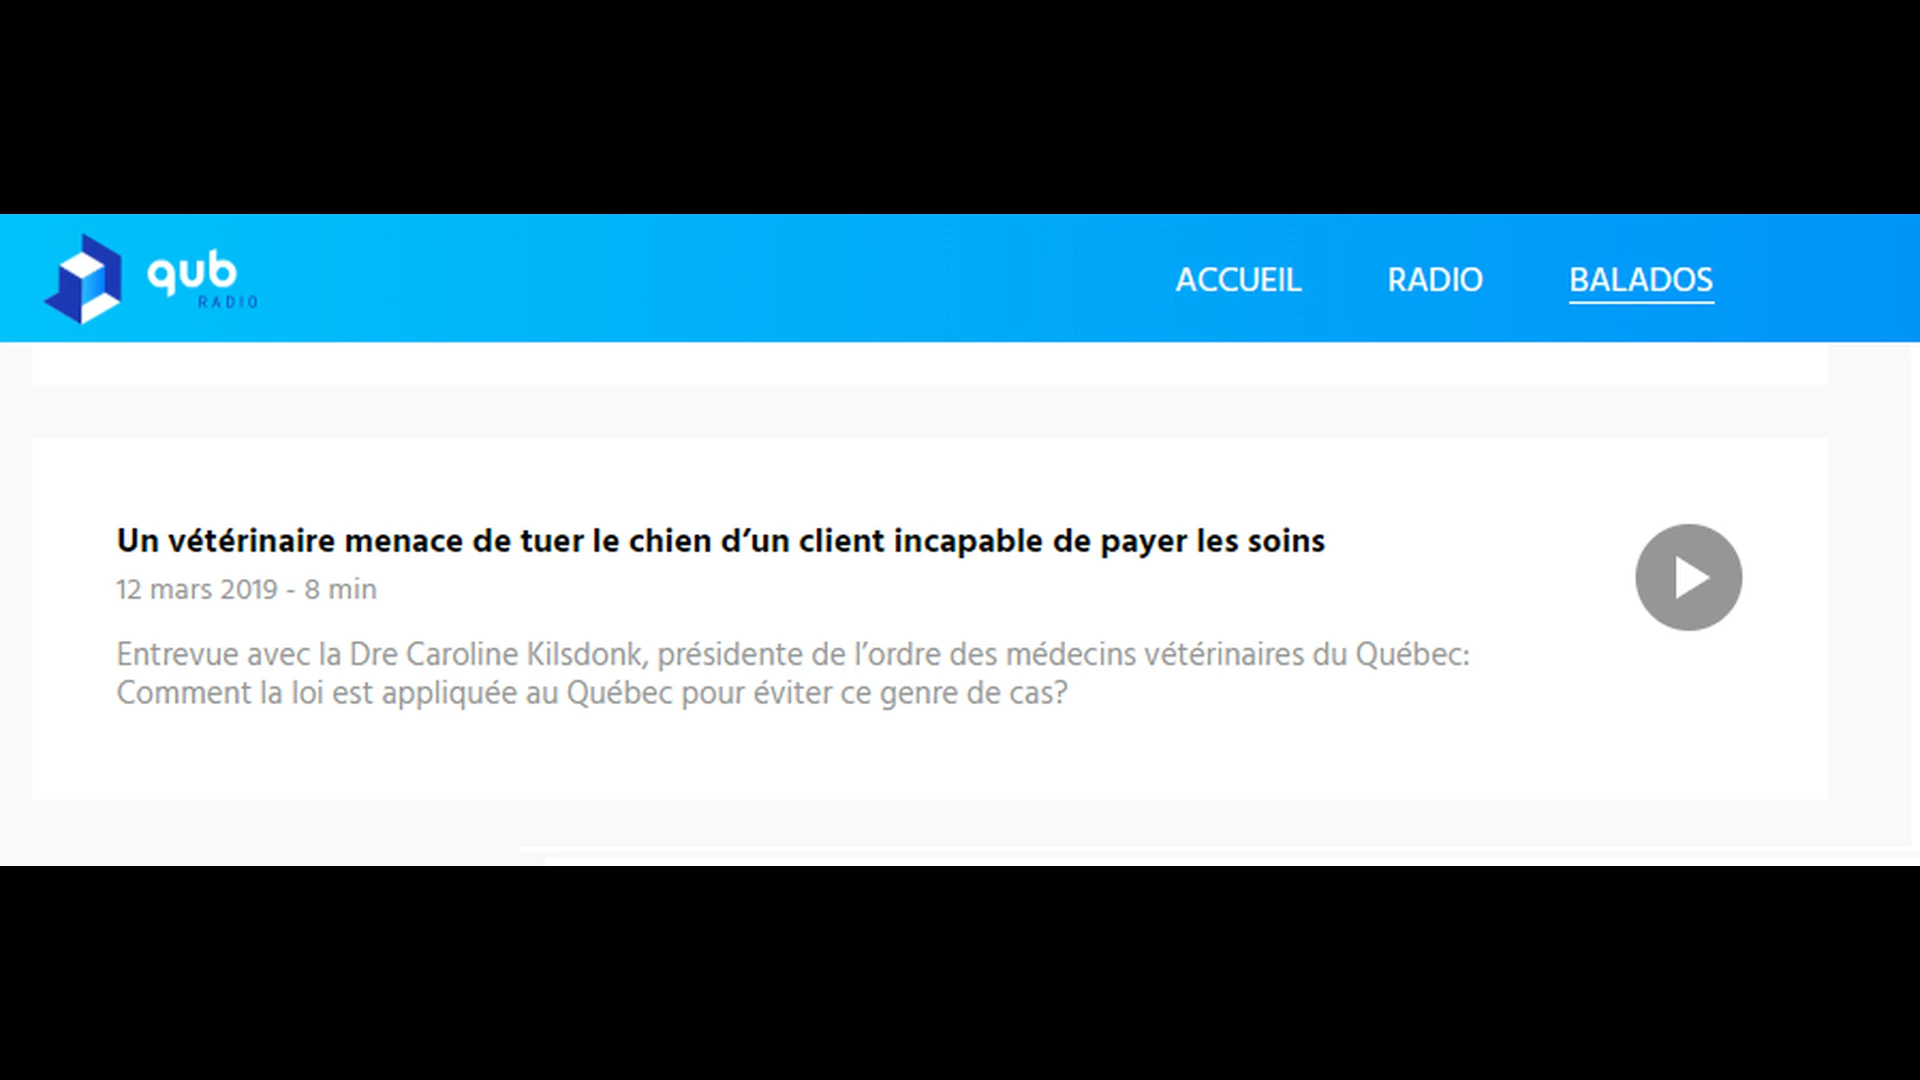 qub
RADIO
ACCUEIL RADIO BALADOS
Un vétérinaire menace de tuer le chien d’un client incapable de payer les soins
12 mars 2019 - 8 min
Entrevue avec la Dre Caroline Kilsdonk, présidente de l’ordre des médecins vétérinaires du Québec:
Comment la loi est appliquée au Québec pour éviter ce genre de cas?